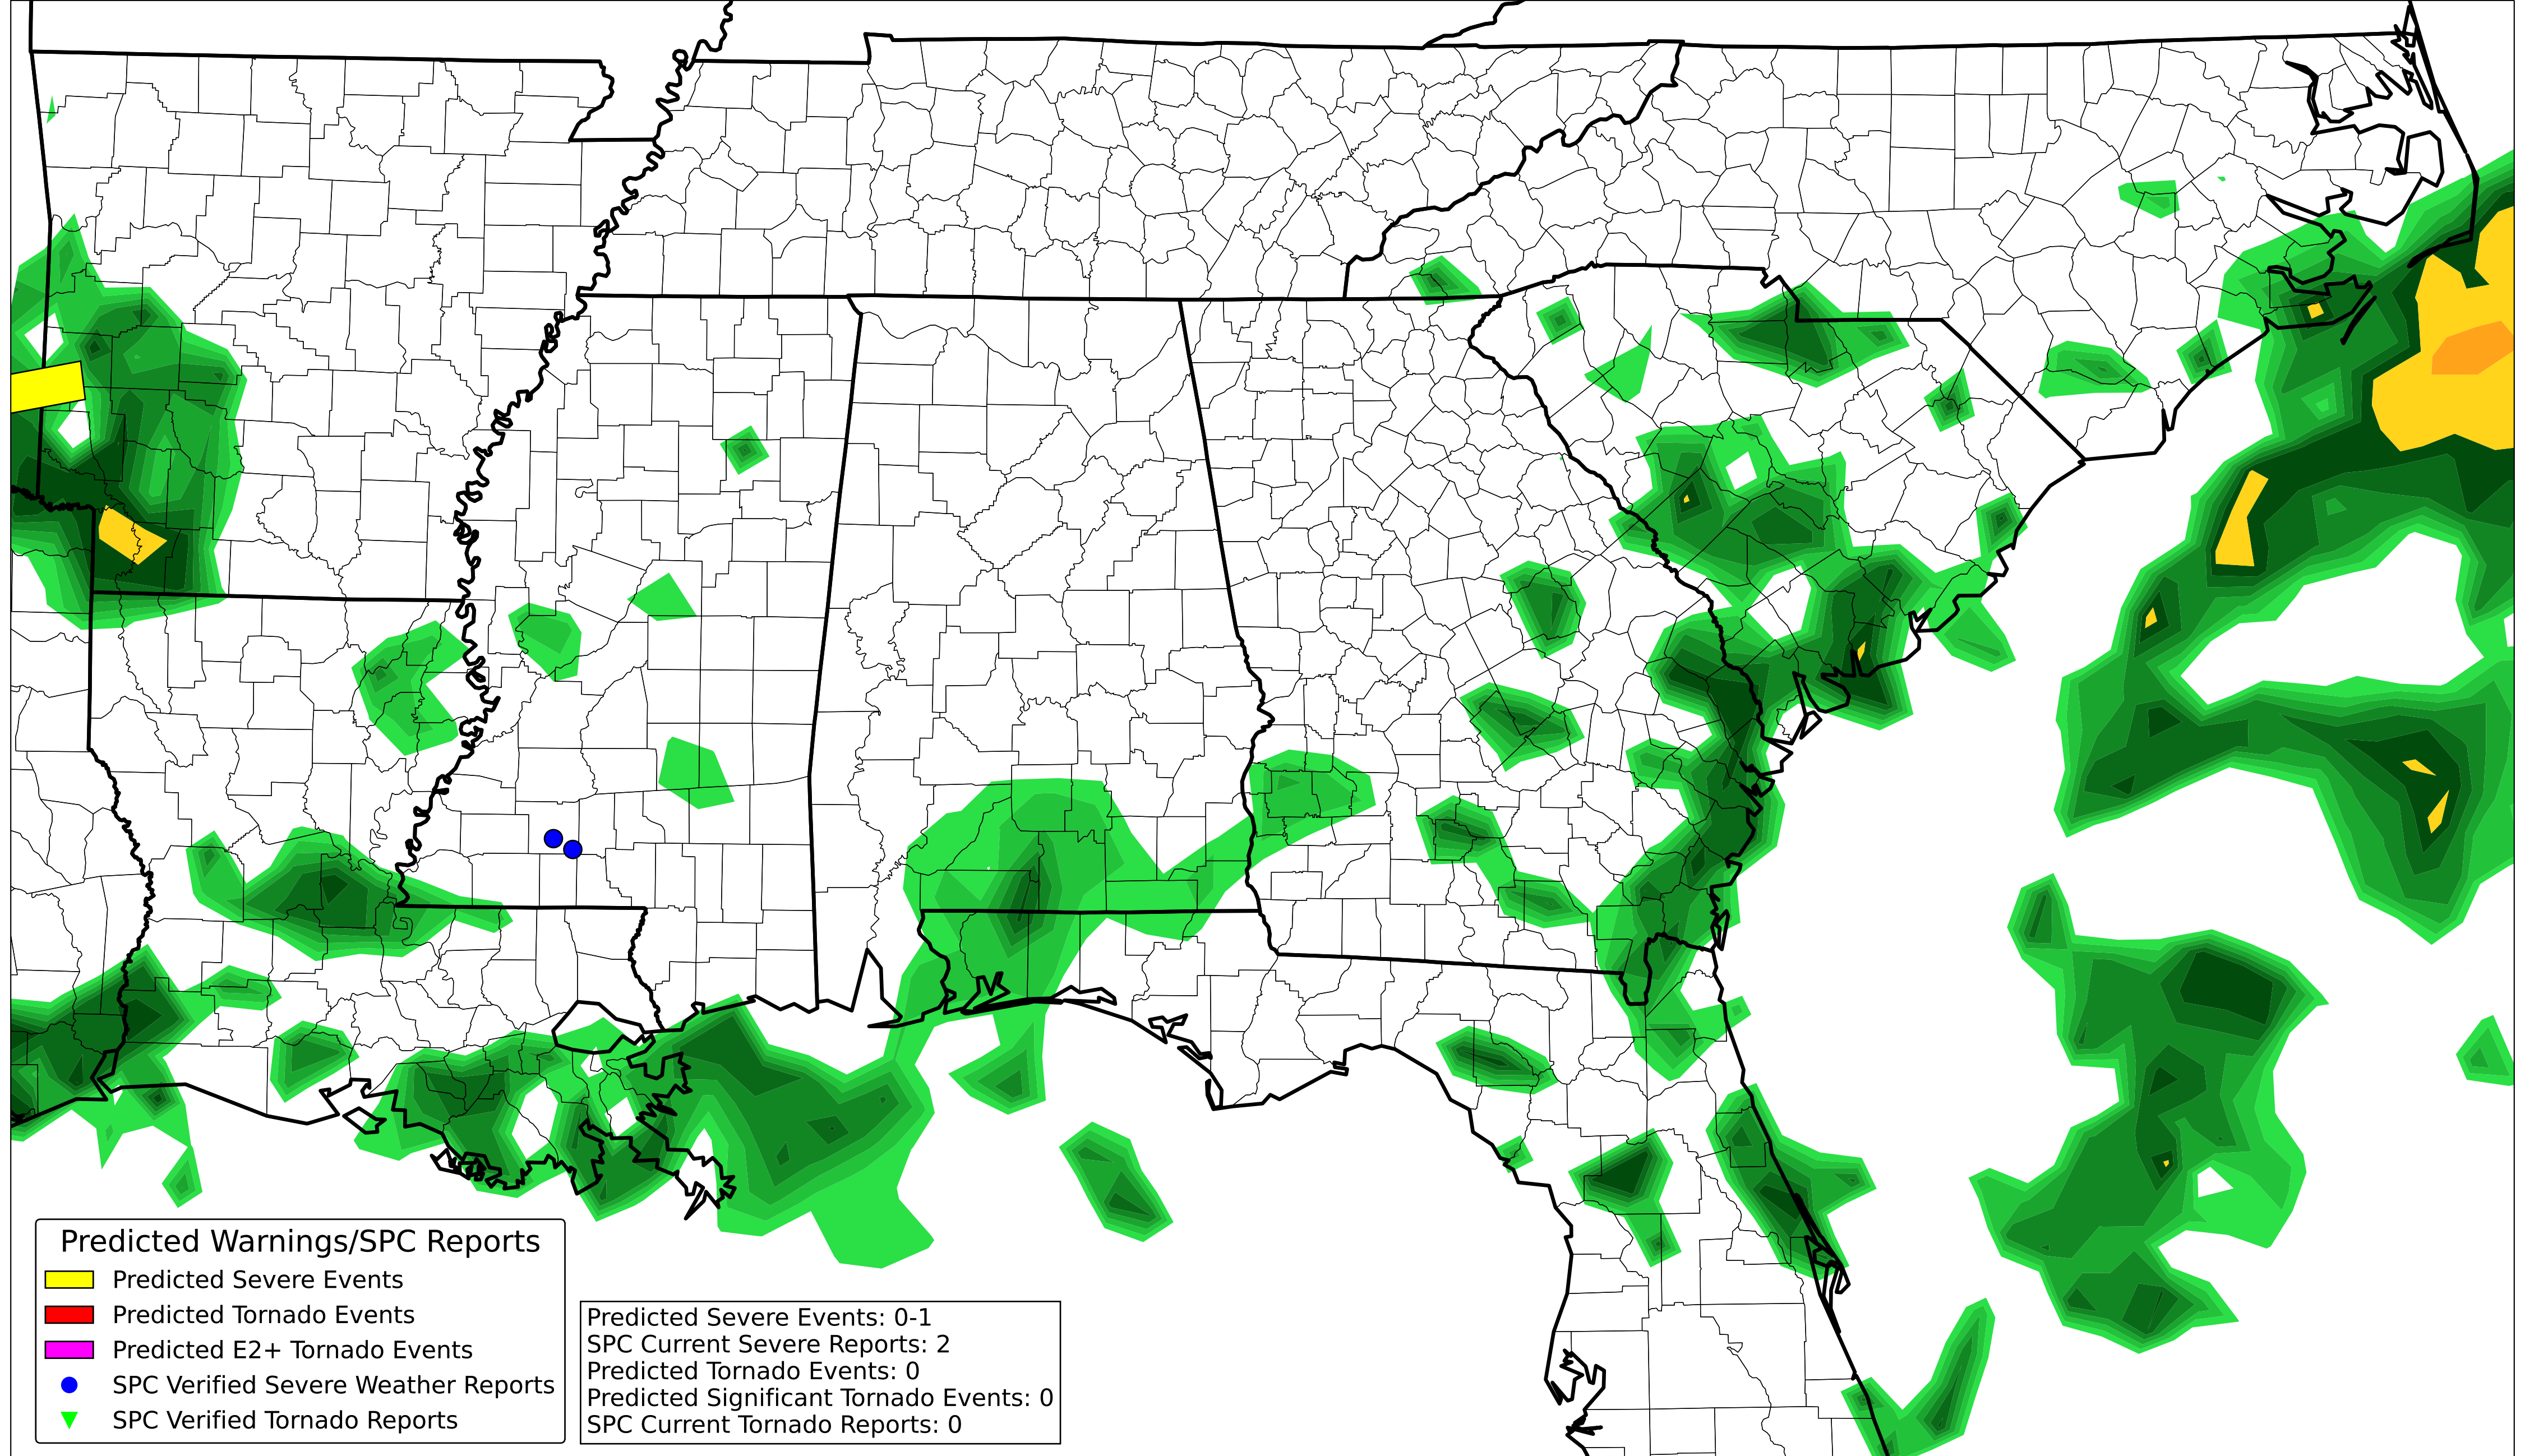 Predicted Warnings/SPC Reports
Predicted Severe Events
Predicted Tornado Events
Predicted E2+ Tornado Events
SPC Verified Severe Weather Reports
SPC Verified Tornado Reports
Predicted Severe Events: 0-1
SPC Current Severe Reports: 2
Predicted Tornado Events: 0
Predicted Significant Tornado Events: 0
SPC Current Tornado Reports: 0